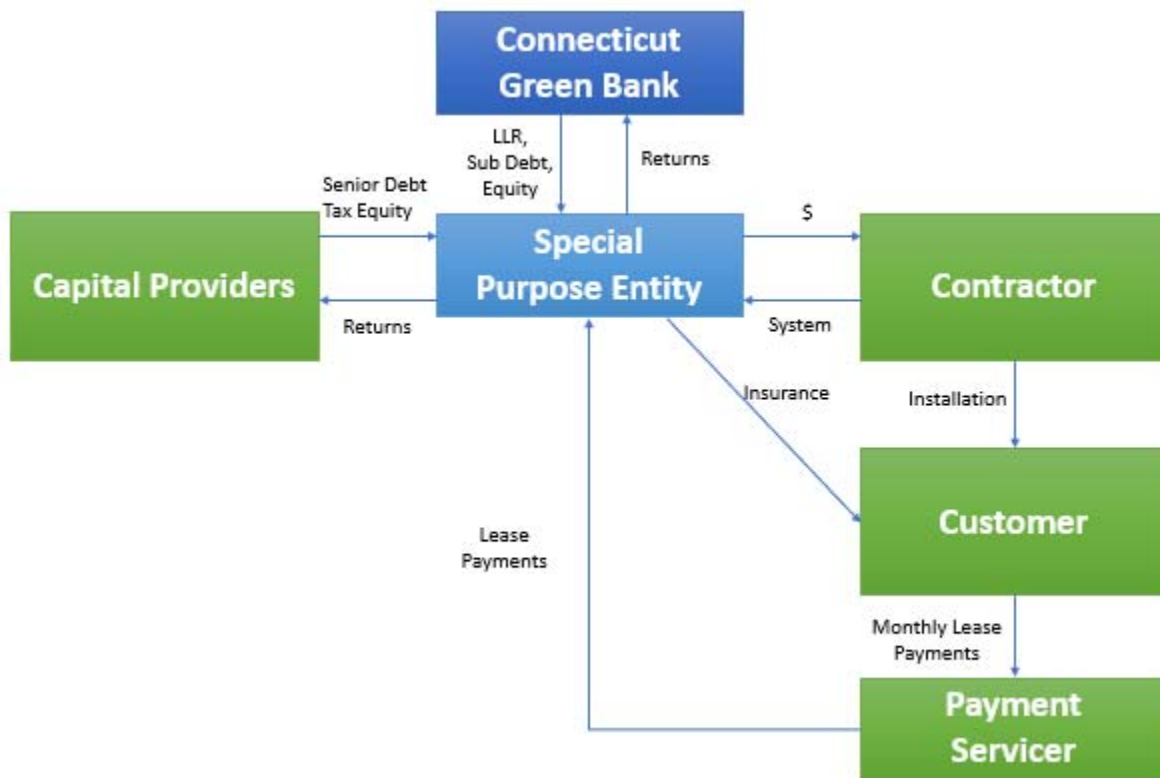 Connecticut
Green Bank
LLR,
Sub Debt,
Equity
Returns
Senior Debt
Tax Equity
$
Capital Providers
Special
Purpose Entity
Contractor
Returns
System
Insurance
Installation
Customer
Lease
Payments
Monthly Lease
Payments
Payment
Servicer